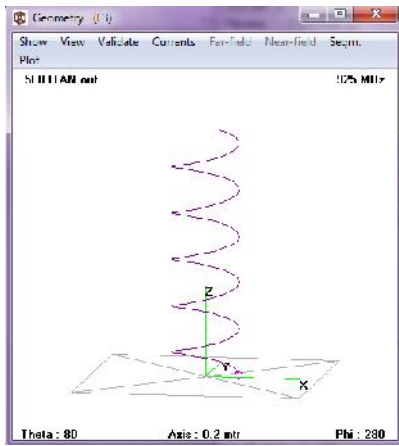 Geometry (F3)
Show View Validate Currents Far-field Near-field Segm.
Plot
925 MHz
Z
Y
X
Theta : 80 Axis : 0.2 mtr Phi : 280